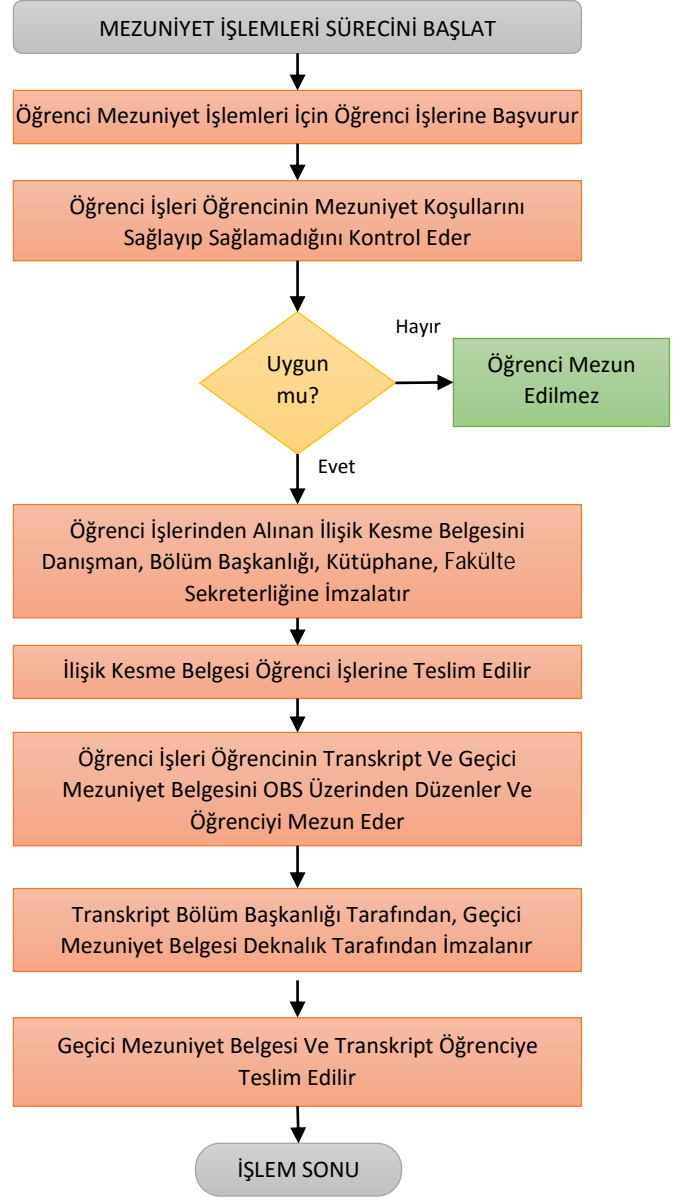 MEZUNİYET İŞLEMLERİ SÜRECİNİ BAŞLAT
Öğrenci Mezuniyet İşlemleri İçin Öğrenci İşlerine Başvurur
Öğrenci İşleri Öğrencinin Mezuniyet Koşullarını
Sağlayıp Sağlamadığını Kontrol Eder
Uygun
mu?
Hayır
Öğrenci Mezun
Edilmez
Evet
Öğrenci İşlerinden Alınan İlişik Kesme Belgesini
Danışman, Bölüm Başkanlığı, Kütüphane, Fakülte
Sekreterliğine İmzalatır
İlişik Kesme Belgesi Öğrenci İşlerine Teslim Edilir
Öğrenci İşleri Öğrencinin Transkript Ve Geçici
Mezuniyet Belgesini OBS Üzerinden Düzenler Ve
Öğrenciyi Mezun Eder
Transkript Bölüm Başkanlığı Tarafından, Geçici
Mezuniyet Belgesi Deknalık Tarafından İmzalanır
Geçici Mezuniyet Belgesi Ve Transkript Öğrenciye
Teslim Edilir
İŞLEM SONU